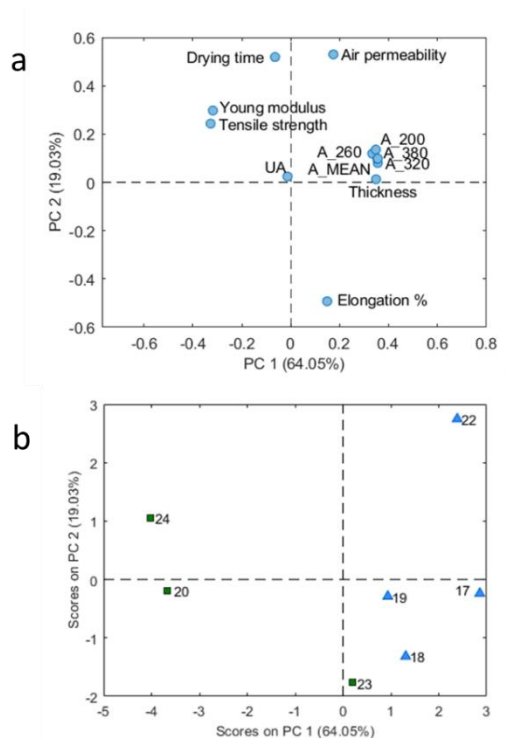 a
0.6
0.4
0.2
0
-0.2
-0.4
-0.6
PC 2 (19.03%)
Drying time
Air permeability
Young modulus
Tensile strength
A_200
A_260
A_380
A_320
A_MEAN
UA
Thickness
Elongation %
-0.6 -0.4 -0.2 0 0.2 0.4 0.6 0.8
PC 1 (64.05%)
b
3
2
1
0
-1
-2
Scores on PC 2 (19.03%)
22
24
20
17
19
18
23
-5 -4 -3 -2 -1 0 1 2 3
Scores on PC 1 (64.05%)